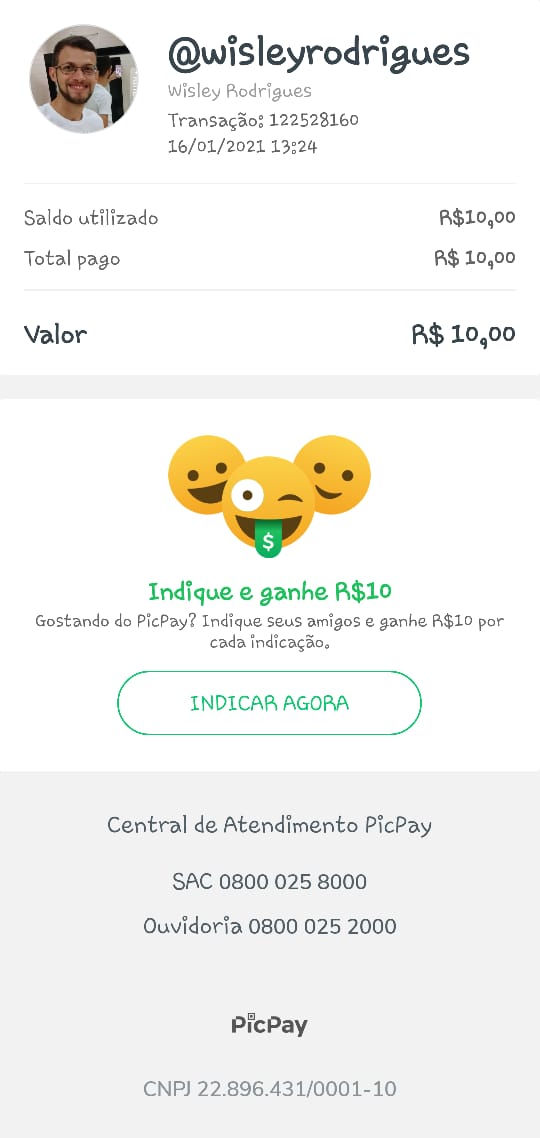 @wisleyrodrigues
Wisley Rodrigues
Transação: 122528160
16/01/2021 13:24
Saldo utilizado R$10,00
Total pago R$ 10,00
Valor R$ 10,00
$
Indique e ganhe R$10
Gostando do PicPay? Indique seus amigos e ganhe R$10 por
cada indicação.
INDICAR AGORA
Central de Atendimento PicPay
SAC 0800 025 8000
Ouvidoria 0800 025 2000
PicPay
CNPJ 22.896.431/0001-10